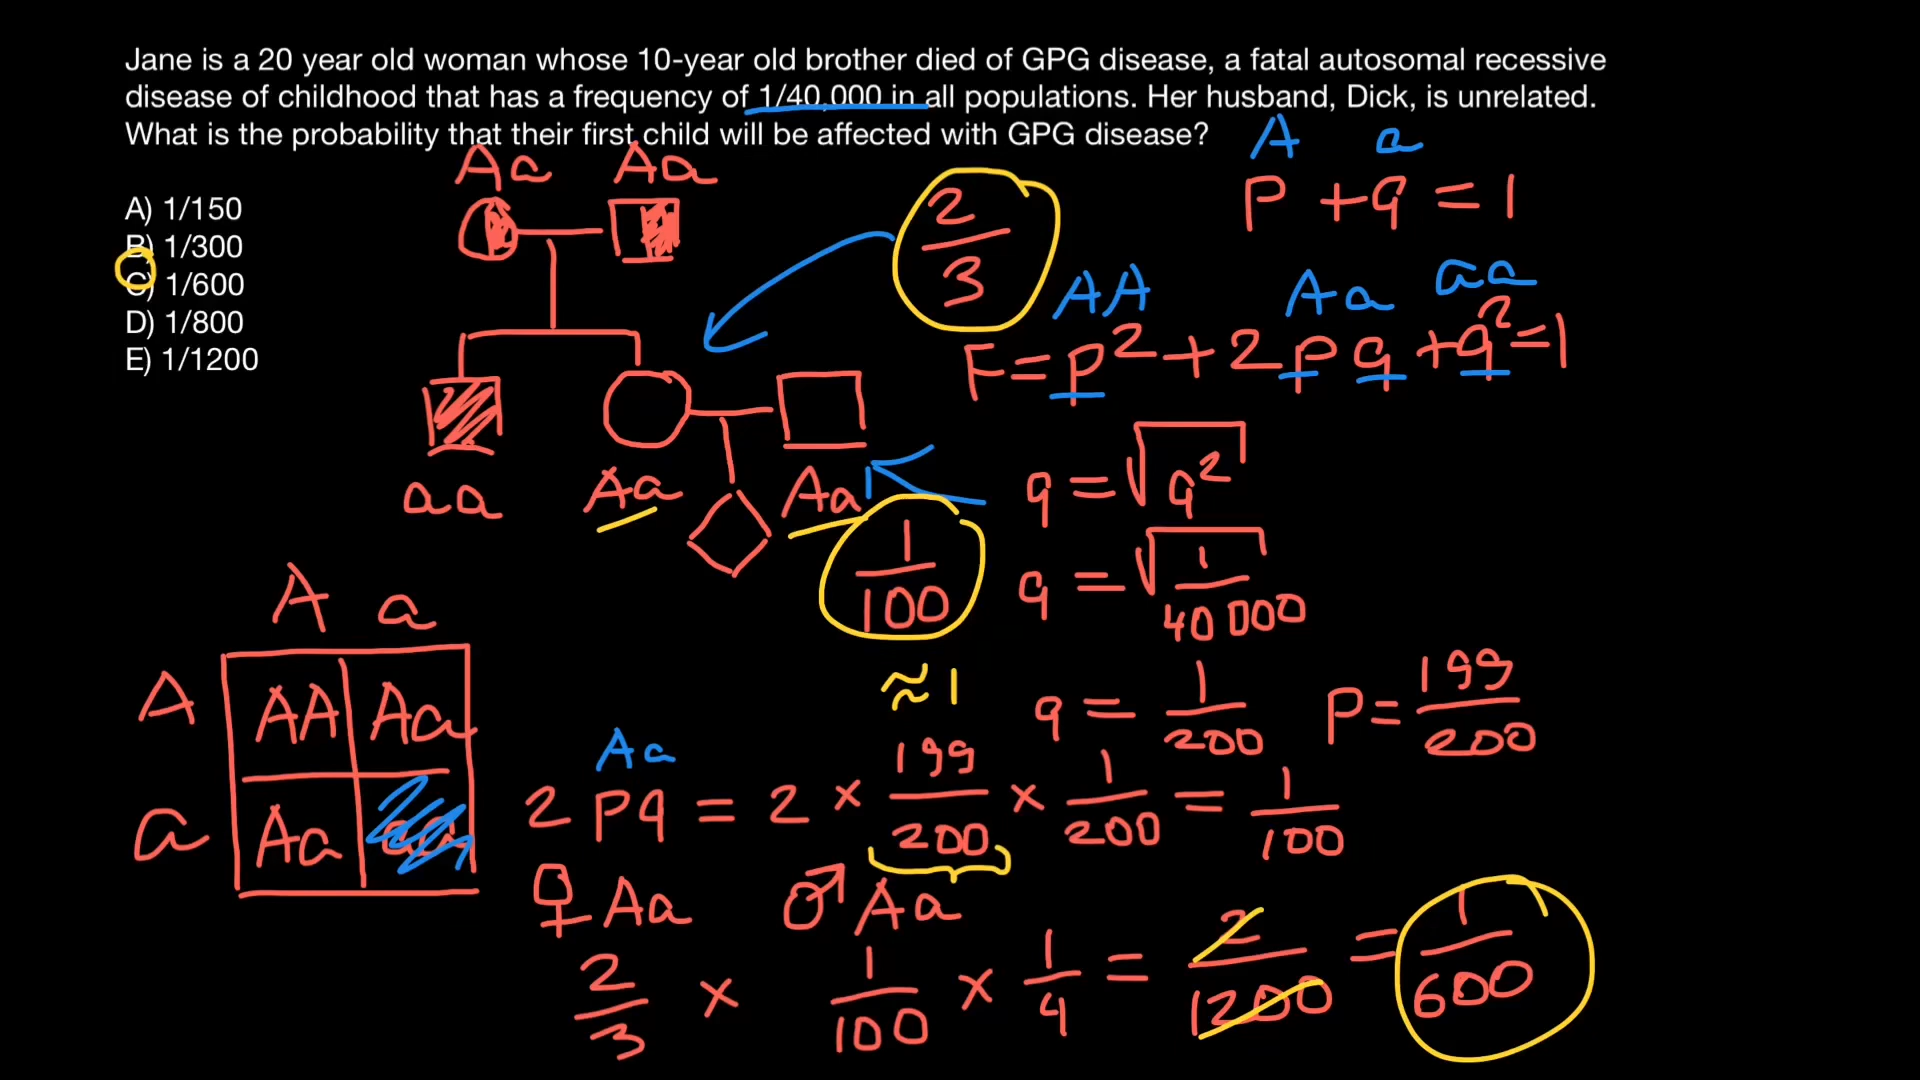 Jane is a 20 year old woman whose 10-year old brother died of GPG disease, a fatal autosomal recessive
disease of childhood that has a frequency of 1/40,000 in all populations. Her husband, Dick, is unrelated.
What is the probability that their first child will be affected with GPG disease?
A) 1/150
B) 1/300
C) 1/600
D) 1/800
E) 1/1200
Aa Aa
2/3
A a
P + q = 1
AA Aa aa
F = p² + 2pq + q² = 1
aa Aa Aa
1/100
q = √q²
q = √1/40000
q = 1/200 P = 199/200
A a
A AA Aa
a Aa aa
≈ 1
Aa
2 Pq = 2 × 199/200 × 1/200 = 1/100
♀ Aa ♂ Aa
2/3 × 1/100 × 1/4 = 2/1200 = 1/600